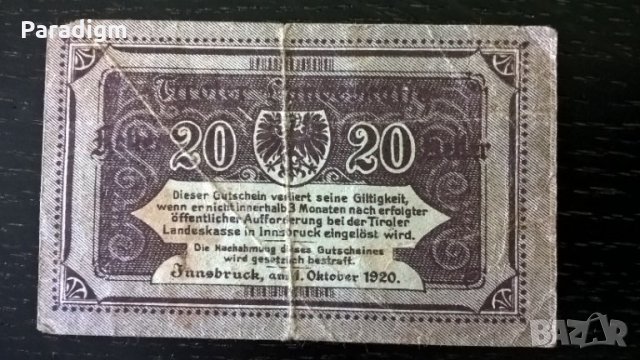 Paradigm
Tiroler Landeskasse
Heller 20 20 Heller
Dieser Gutschein verliert seine Giltigkeit,
wenn er nicht innerhalb 3 Monaten nach erfolgter
öffentlicher Aufforderung bei der Tiroler
Landeskasse in Innsbruck eingelöst wird.
Die Nachahmung dieses Gutscheines
wird gesetzlich bestraft.
Innsbruck, am 1. Oktober 1920.
BAZAR